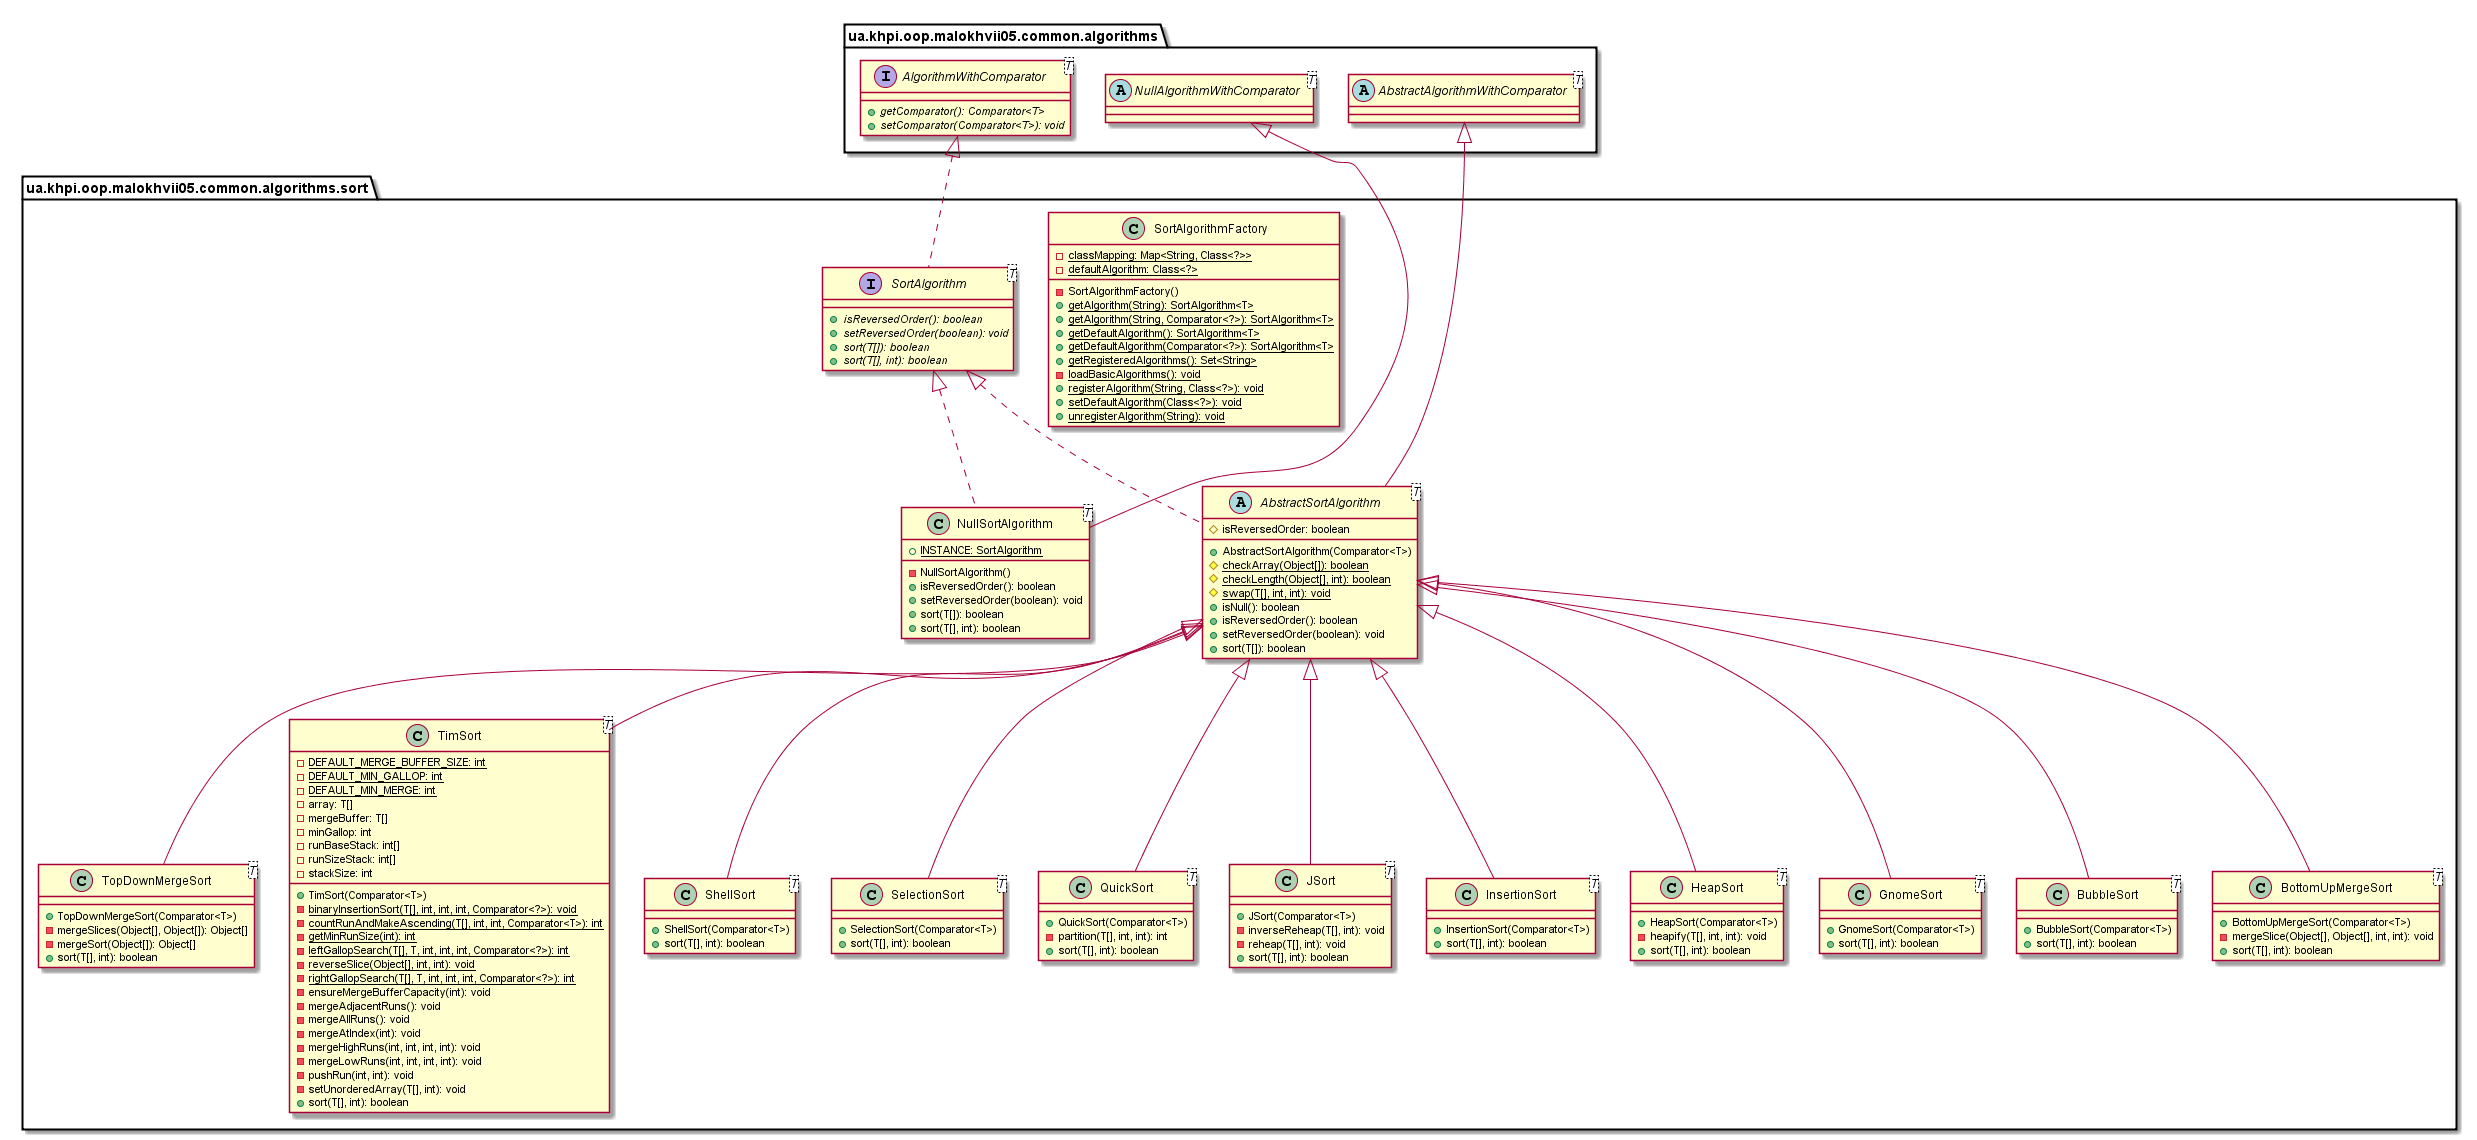 ua.khpi.oop.malokhvii05.common.algorithms
I AlgorithmWithComparator T
getComparator(): Comparator<T>
setComparator(Comparator<T>): void
A NullAlgorithmWithComparator T
A AbstractAlgorithmWithComparator T
ua.khpi.oop.malokhvii05.common.algorithms.sort
I SortAlgorithm T
isReversedOrder(): boolean
setReversedOrder(boolean): void
sort(T[]): boolean
sort(T[], int): boolean
C SortAlgorithmFactory
classMapping: Map<String, Class<?>>
defaultAlgorithm: Class<?>
SortAlgorithmFactory()
getAlgorithm(String): SortAlgorithm<T>
getAlgorithm(String, Comparator<?>): SortAlgorithm<T>
getDefaultAlgorithm(): SortAlgorithm<T>
getDefaultAlgorithm(Comparator<?>): SortAlgorithm<T>
getRegisteredAlgorithms(): Set<String>
loadBasicAlgorithms(): void
registerAlgorithm(String, Class<?>): void
setDefaultAlgorithm(Class<?>): void
unregisterAlgorithm(String): void
C NullSortAlgorithm T
INSTANCE: SortAlgorithm
NullSortAlgorithm()
isReversedOrder(): boolean
setReversedOrder(boolean): void
sort(T[]): boolean
sort(T[], int): boolean
A AbstractSortAlgorithm T
isReversedOrder: boolean
AbstractSortAlgorithm(Comparator<T>)
checkArray(Object[]): boolean
checkLength(Object[], int): boolean
swap(T[], int, int): void
isNull(): boolean
isReversedOrder(): boolean
setReversedOrder(boolean): void
sort(T[]): boolean
C TopDownMergeSort T
TopDownMergeSort(Comparator<T>)
mergeSlices(Object[], Object[]): Object[]
mergeSort(Object[]): Object[]
sort(T[], int): boolean
C TimSort T
DEFAULT_MERGE_BUFFER_SIZE: int
DEFAULT_MIN_GALLOP: int
DEFAULT_MIN_MERGE: int
array: T[]
mergeBuffer: T[]
minGallop: int
runBaseStack: int[]
runSizeStack: int[]
stackSize: int
TimSort(Comparator<T>)
binaryInsertionSort(T[], int, int, int, Comparator<?>): void
countRunAndMakeAscending(T[], int, int, Comparator<T>): int
getMinRunSize(int): int
leftGallopSearch(T[], T, int, int, int, Comparator<?>): int
reverseSlice(Object[], int, int): void
rightGallopSearch(T[], T, int, int, int, Comparator<?>): int
ensureMergeBufferCapacity(int): void
mergeAdjacentRuns(): void
mergeAllRuns(): void
mergeAtIndex(int): void
mergeHighRuns(int, int, int, int): void
mergeLowRuns(int, int, int, int): void
pushRun(int, int): void
setUnorderedArray(T[], int): void
sort(T[], int): boolean
C ShellSort T
ShellSort(Comparator<T>)
sort(T[], int): boolean
C SelectionSort T
SelectionSort(Comparator<T>)
sort(T[], int): boolean
C QuickSort T
QuickSort(Comparator<T>)
partition(T[], int, int): int
sort(T[], int): boolean
C JSort T
JSort(Comparator<T>)
inverseReheap(T[], int): void
reheap(T[], int): void
sort(T[], int): boolean
C InsertionSort T
InsertionSort(Comparator<T>)
sort(T[], int): boolean
C HeapSort T
HeapSort(Comparator<T>)
heapify(T[], int, int): void
sort(T[], int): boolean
C GnomeSort T
GnomeSort(Comparator<T>)
sort(T[], int): boolean
C BubbleSort T
BubbleSort(Comparator<T>)
sort(T[], int): boolean
C BottomUpMergeSort T
BottomUpMergeSort(Comparator<T>)
mergeSlice(Object[], Object[], int, int): void
sort(T[], int): boolean